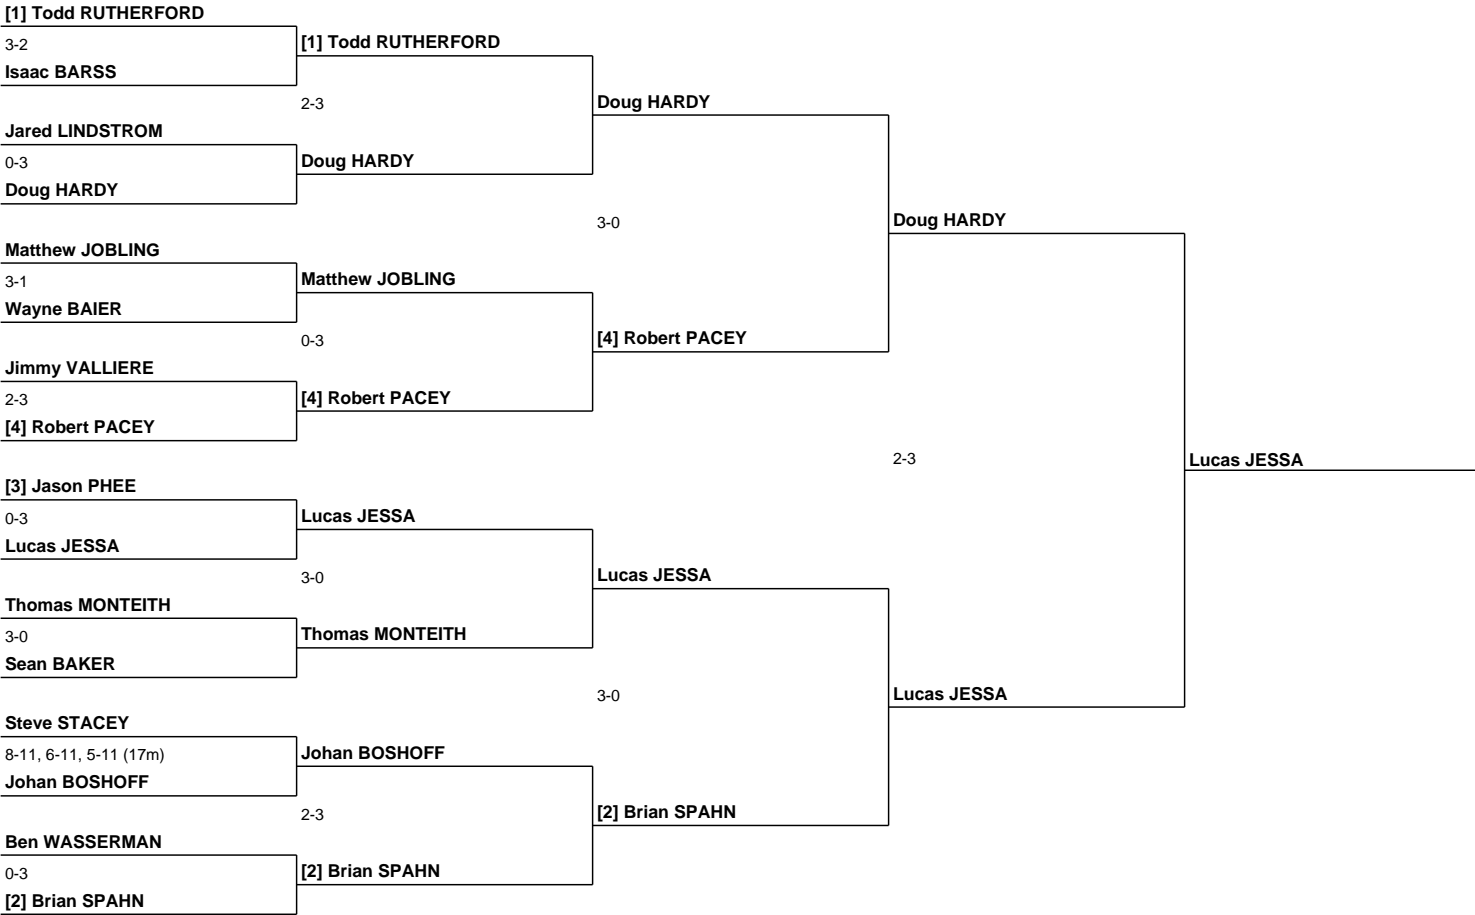 [1] Todd RUTHERFORD
3-2
Isaac BARSS
Jared LINDSTROM
0-3
Doug HARDY
Matthew JOBLING
3-1
Wayne BAIER
Jimmy VALLIERE
2-3
[4] Robert PACEY
[3] Jason PHEE
0-3
Lucas JESSA
Thomas MONTEITH
3-0
Sean BAKER
Steve STACEY
8-11, 6-11, 5-11 (17m)
Johan BOSHOFF
Ben WASSERMAN
0-3
[2] Brian SPAHN
[1] Todd RUTHERFORD
2-3
Doug HARDY
Matthew JOBLING
0-3
[4] Robert PACEY
Lucas JESSA
3-0
Thomas MONTEITH
Johan BOSHOFF
2-3
[2] Brian SPAHN
Doug HARDY
3-0
[4] Robert PACEY
Lucas JESSA
3-0
[2] Brian SPAHN
Doug HARDY
2-3
Lucas JESSA
Lucas JESSA